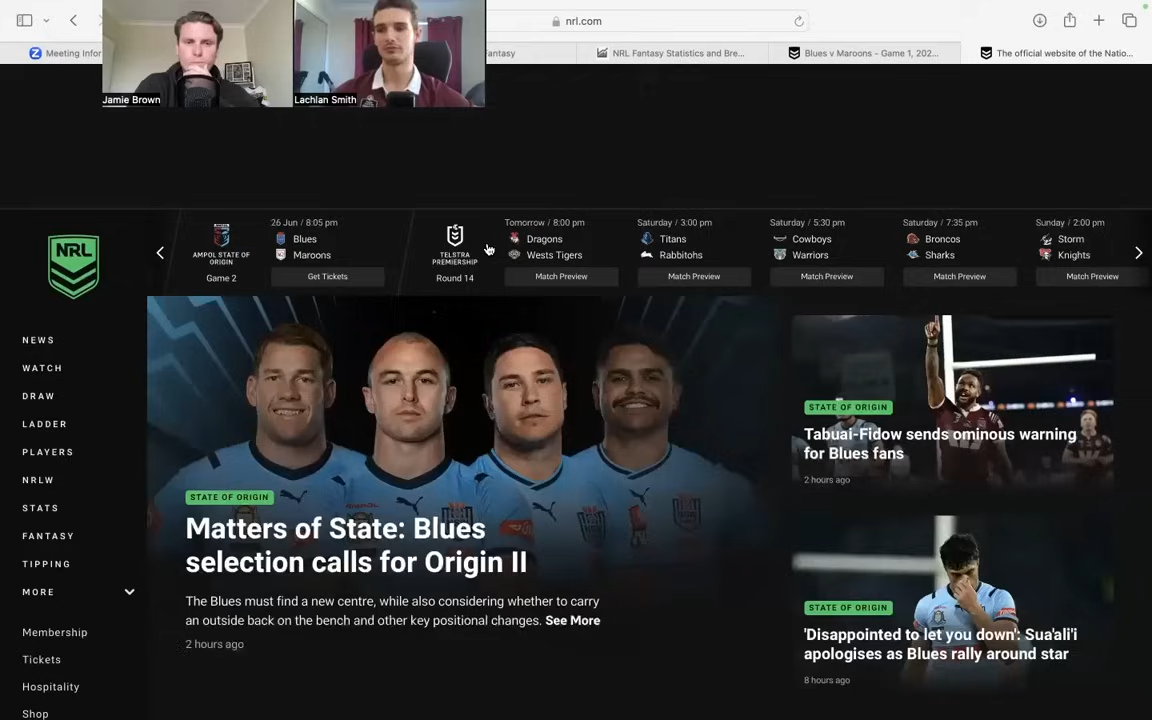 nrl.com
Meeting Infor
antasy
NRL Fantasy Statistics and Bre...
Blues v Maroons - Game 1, 202...
The official website of the Natio...
Jamie Brown
Lachlan Smith
NRL
AMPOL STATE OF
ORIGIN
Game 2
26 Jun / 8:05 pm
Blues
Maroons
Get Tickets
TELSTRA
PREMIERSHIP
Round 14
Tomorrow / 8:00 pm
Dragons
Wests Tigers
Match Preview
Saturday / 3:00 pm
Titans
Rabbitohs
Match Preview
Saturday / 5:30 pm
Cowboys
Warriors
Match Preview
Saturday / 7:35 pm
Broncos
Sharks
Match Preview
Sunday / 2:00 pm
Storm
Knights
Match Preview
NEWS
WATCH
DRAW
LADDER
PLAYERS
NRLW
STATS
FANTASY
TIPPING
MORE
Membership
Tickets
Hospitality
Shop
STATE OF ORIGIN
Matters of State: Blues
selection calls for Origin II
The Blues must find a new centre, while also considering whether to carry
an outside back on the bench and other key positional changes. See More
2 hours ago
STATE OF ORIGIN
Tabuai-Fidow sends ominous warning
for Blues fans
2 hours ago
STATE OF ORIGIN
'Disappointed to let you down': Sua'ali'i
apologises as Blues rally around star
8 hours ago